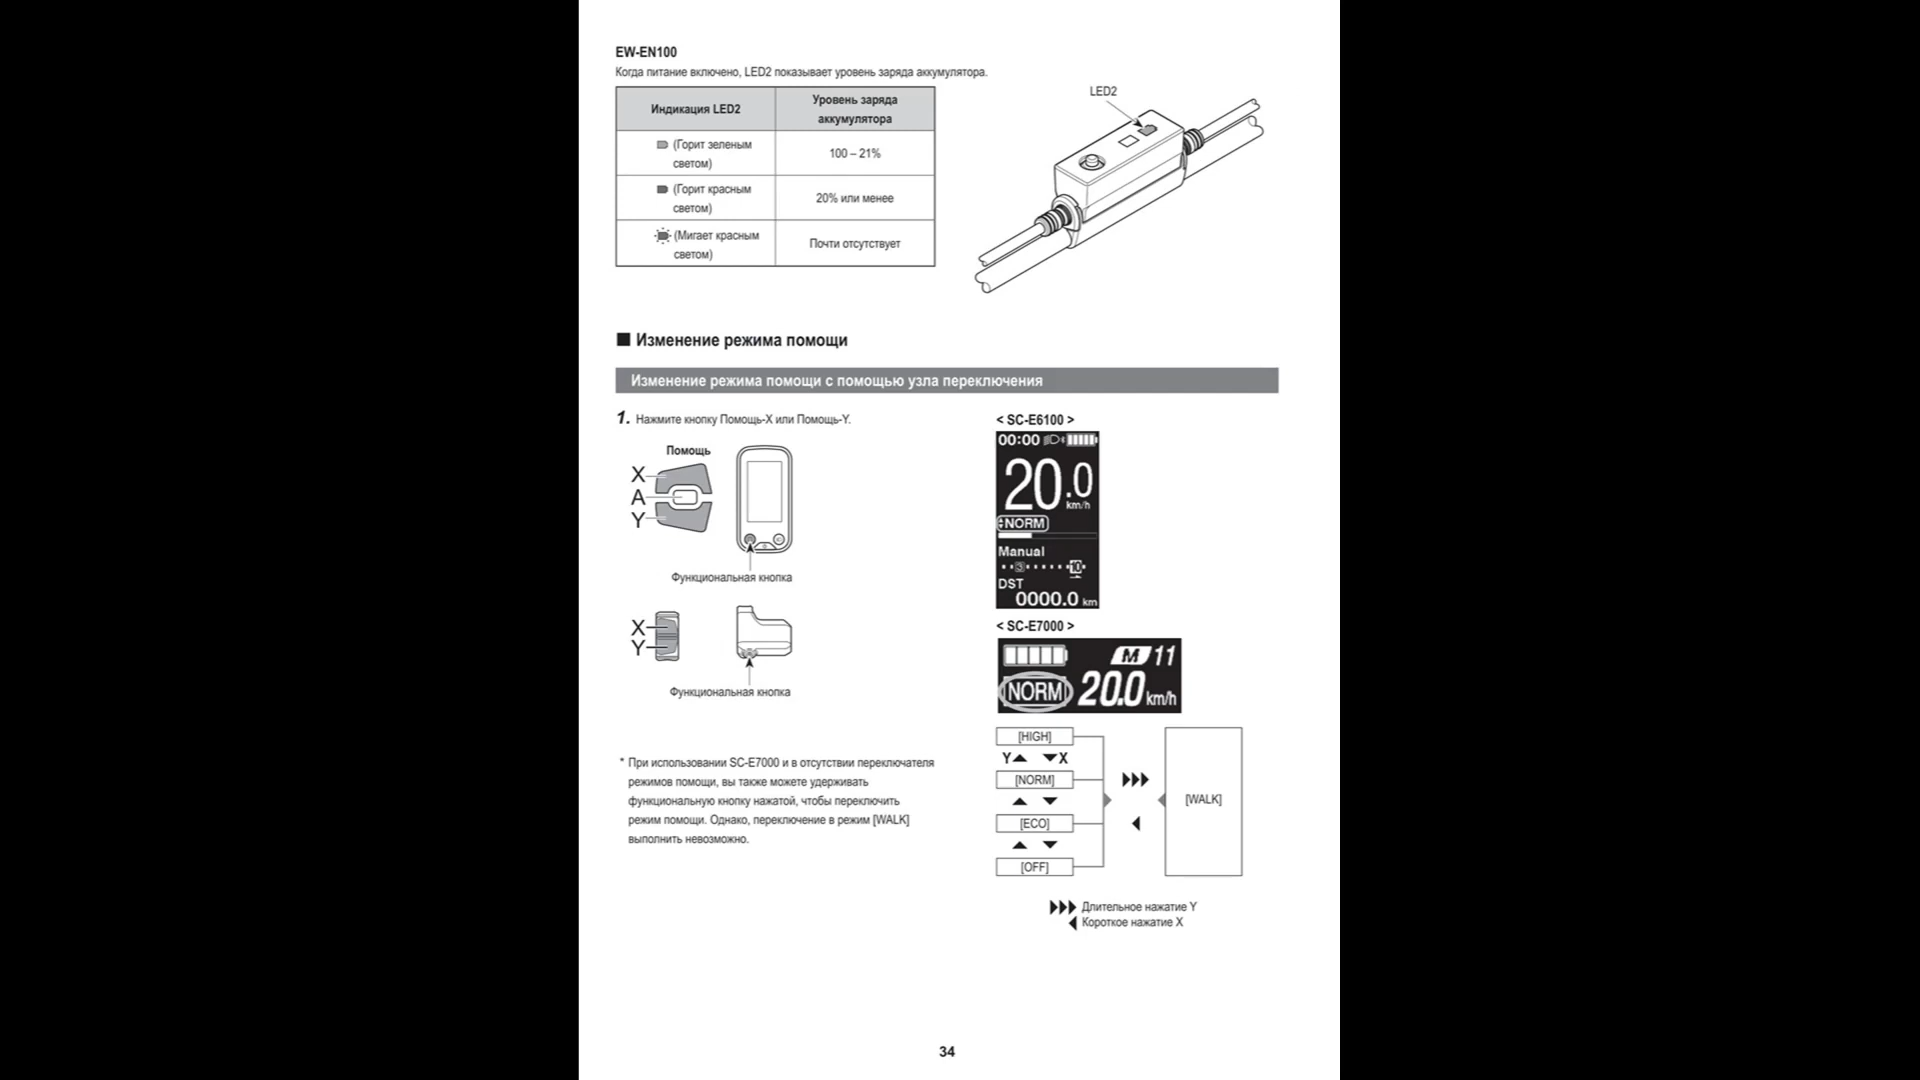 EW-EN100
Когда питание включено, LED2 показывает уровень заряда аккумулятора.
Индикация LED2
Уровень заряда
аккумулятора
(Горит зеленым
светом)
100 – 21%
(Горит красным
светом)
20% или менее
(Мигает красным
светом)
Почти отсутствует
LED2
■ Изменение режима помощи
Изменение режима помощи с помощью узла переключения
1. Нажмите кнопку Помощь-X или Помощь-Y.
Помощь
X
A
Y
Функциональная кнопка
X
Y
Функциональная кнопка
* При использовании SC-E7000 и в отсутствии переключателя
режимов помощи, вы также можете удерживать
функциональную кнопку нажатой, чтобы переключить
режим помощи. Однако, переключение в режим [WALK]
выполнить невозможно.
< SC-E6100 >
00:00
20.0
km/h
NORM
Manual
3 10
DST
0000.0 km
< SC-E7000 >
M 11
NORM 20.0 km/h
[HIGH]
Y▲ ▼X
[NORM]
▲ ▼
[ECO]
▲ ▼
[OFF]
[WALK]
Длительное нажатие Y
Короткое нажатие X
34